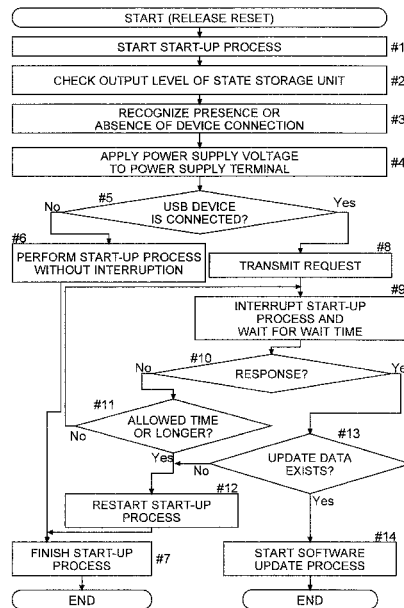 START (RELEASE RESET)
START START-UP PROCESS
#1
CHECK OUTPUT LEVEL OF STATE STORAGE UNIT
#2
RECOGNIZE PRESENCE OR
ABSENCE OF DEVICE CONNECTION
#3
APPLY POWER SUPPLY VOLTAGE
TO POWER SUPPLY TERMINAL
#4
#5
No
USB DEVICE
IS CONNECTED?
Yes
#6
PERFORM START-UP PROCESS
WITHOUT INTERRUPTION
#8
TRANSMIT REQUEST
#9
INTERRUPT START-UP
PROCESS AND
WAIT FOR WAIT TIME
#10
No
RESPONSE?
Yes
#11
ALLOWED TIME
OR LONGER?
No
Yes
#13
UPDATE DATA
EXISTS?
No
Yes
#12
RESTART START-UP
PROCESS
#14
FINISH START-UP
PROCESS
#7
START SOFTWARE
UPDATE PROCESS
END
END